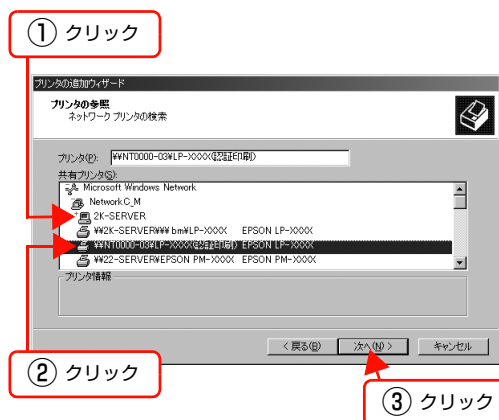 ① クリック
プリンタの追加ウィザード
プリンタの参照
ネットワーク プリンタの検索
プリンタ(P): ¥¥NT0000-03¥LP-XXXX(認証印刷)
共有プリンタ(S):
Microsoft Windows Network
Network C_M
2K-SERVER
¥¥2K-SERVER¥¥¥bm¥LP-XXXX EPSON LP-XXXX
¥¥NT0000-03¥LP-XXXX(認証印刷) EPSON LP-XXXX
¥¥22-SERVER¥EPSON PM-XXXX EPSON PM-XXXX
プリンタ情報
< 戻る(B) 次へ(N) > キャンセル
② クリック
③ クリック